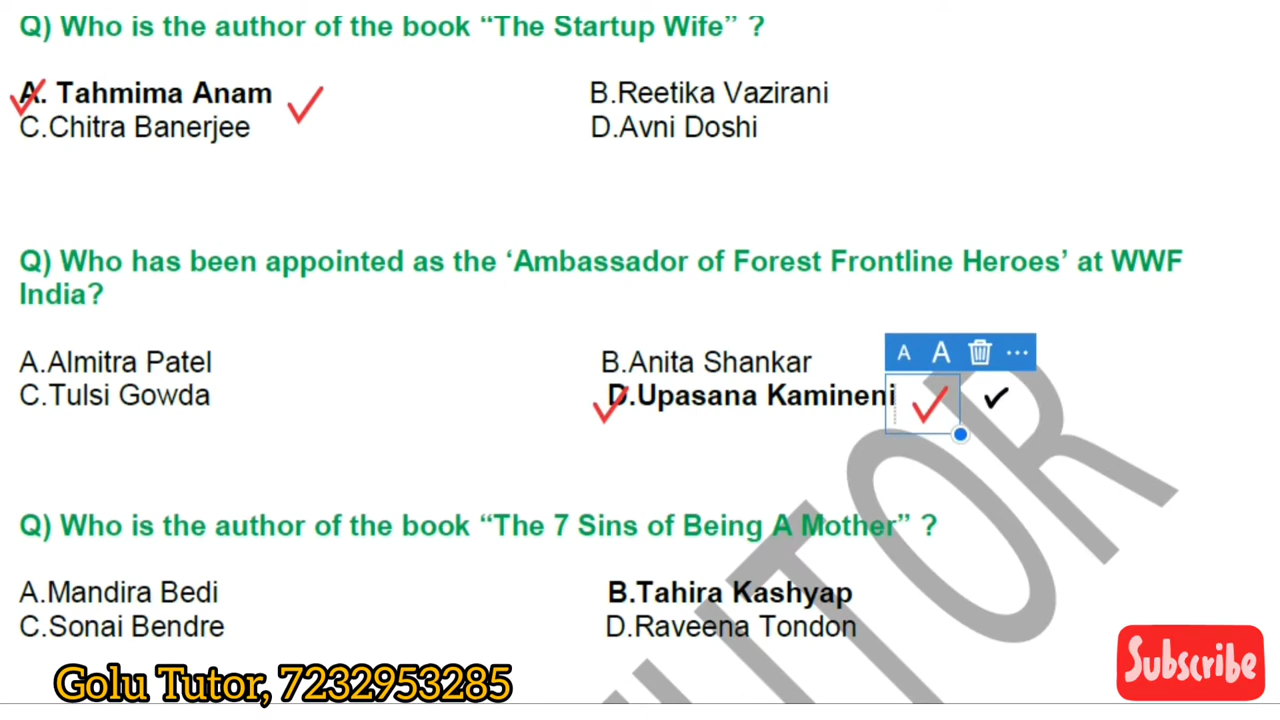 Q) Who is the author of the book “The Startup Wife” ?
A. Tahmima Anam
B.Reetika Vazirani
C.Chitra Banerjee
D.Avni Doshi
Q) Who has been appointed as the ‘Ambassador of Forest Frontline Heroes’ at WWF
India?
A A
A.Almitra Patel
B.Anita Shankar
C.Tulsi Gowda
D.Upasana Kamineni
Q) Who is the author of the book “The 7 Sins of Being A Mother” ?
A.Mandira Bedi
B.Tahira Kashyap
C.Sonai Bendre
D.Raveena Tondon
TUTOR
Subscribe
Golu Tutor, 7232953285